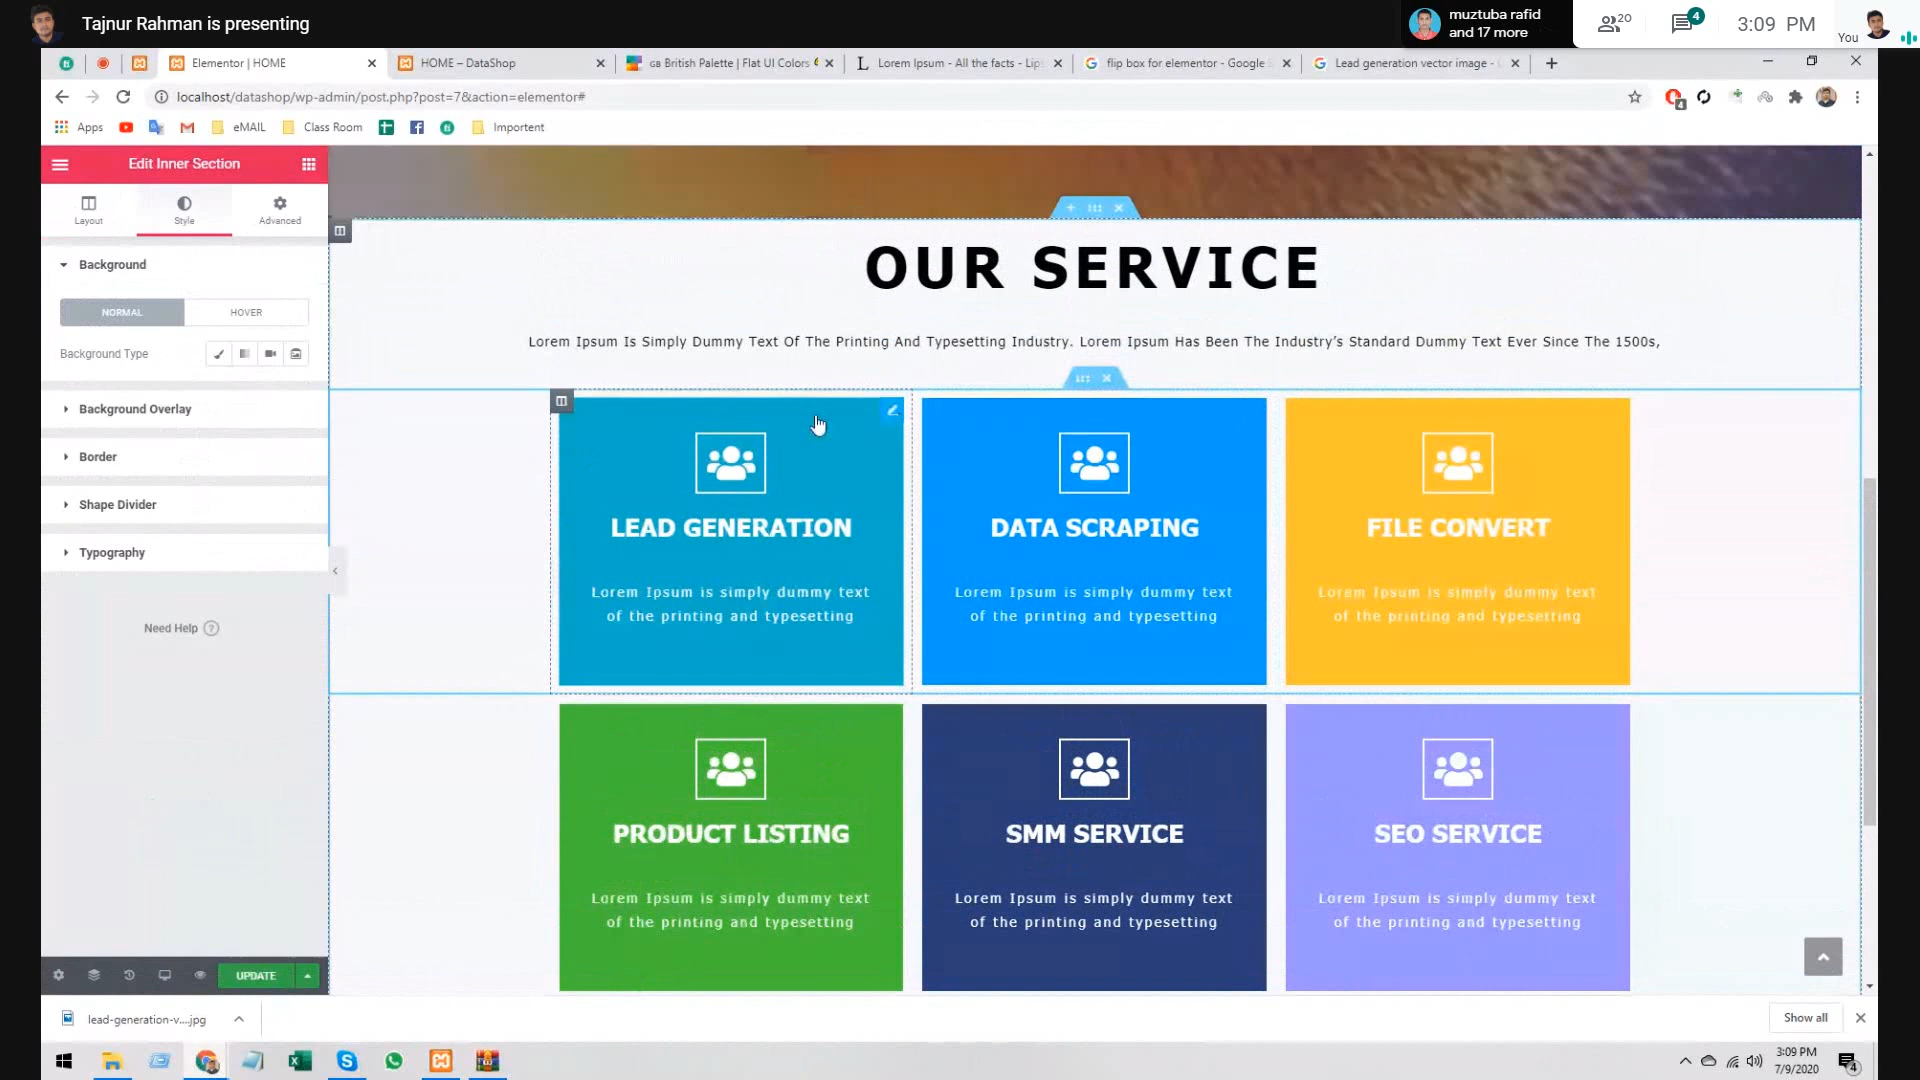 Tajnur Rahman is presenting
muztuba rafid
and 17 more
20
4
3:09 PM
You
Elementor | HOME
HOME – DataShop
British Palette | Flat UI Colors
Lorem Ipsum - All the facts - Lip
flip box for elementor - Google
Lead generation vector image -
localhost/datashop/wp-admin/post.php?post=7&action=elementor#
4
Apps
eMAIL
Class Room
Importent
Edit Inner Section
Layout
Style
Advanced
Background
NORMAL
HOVER
Background Type
Background Overlay
Border
Shape Divider
Typography
Need Help ?
UPDATE
OUR SERVICE
Lorem Ipsum Is Simply Dummy Text Of The Printing And Typesetting Industry. Lorem Ipsum Has Been The Industry's Standard Dummy Text Ever Since The 1500s,
LEAD GENERATION
Lorem Ipsum is simply dummy text
of the printing and typesetting
DATA SCRAPING
Lorem Ipsum is simply dummy text
of the printing and typesetting
FILE CONVERT
Lorem Ipsum is simply dummy text
of the printing and typesetting
PRODUCT LISTING
Lorem Ipsum is simply dummy text
of the printing and typesetting
SMM SERVICE
Lorem Ipsum is simply dummy text
of the printing and typesetting
SEO SERVICE
Lorem Ipsum is simply dummy text
of the printing and typesetting
lead-generation-v....jpg
Show all
3:09 PM
7/9/2020
4